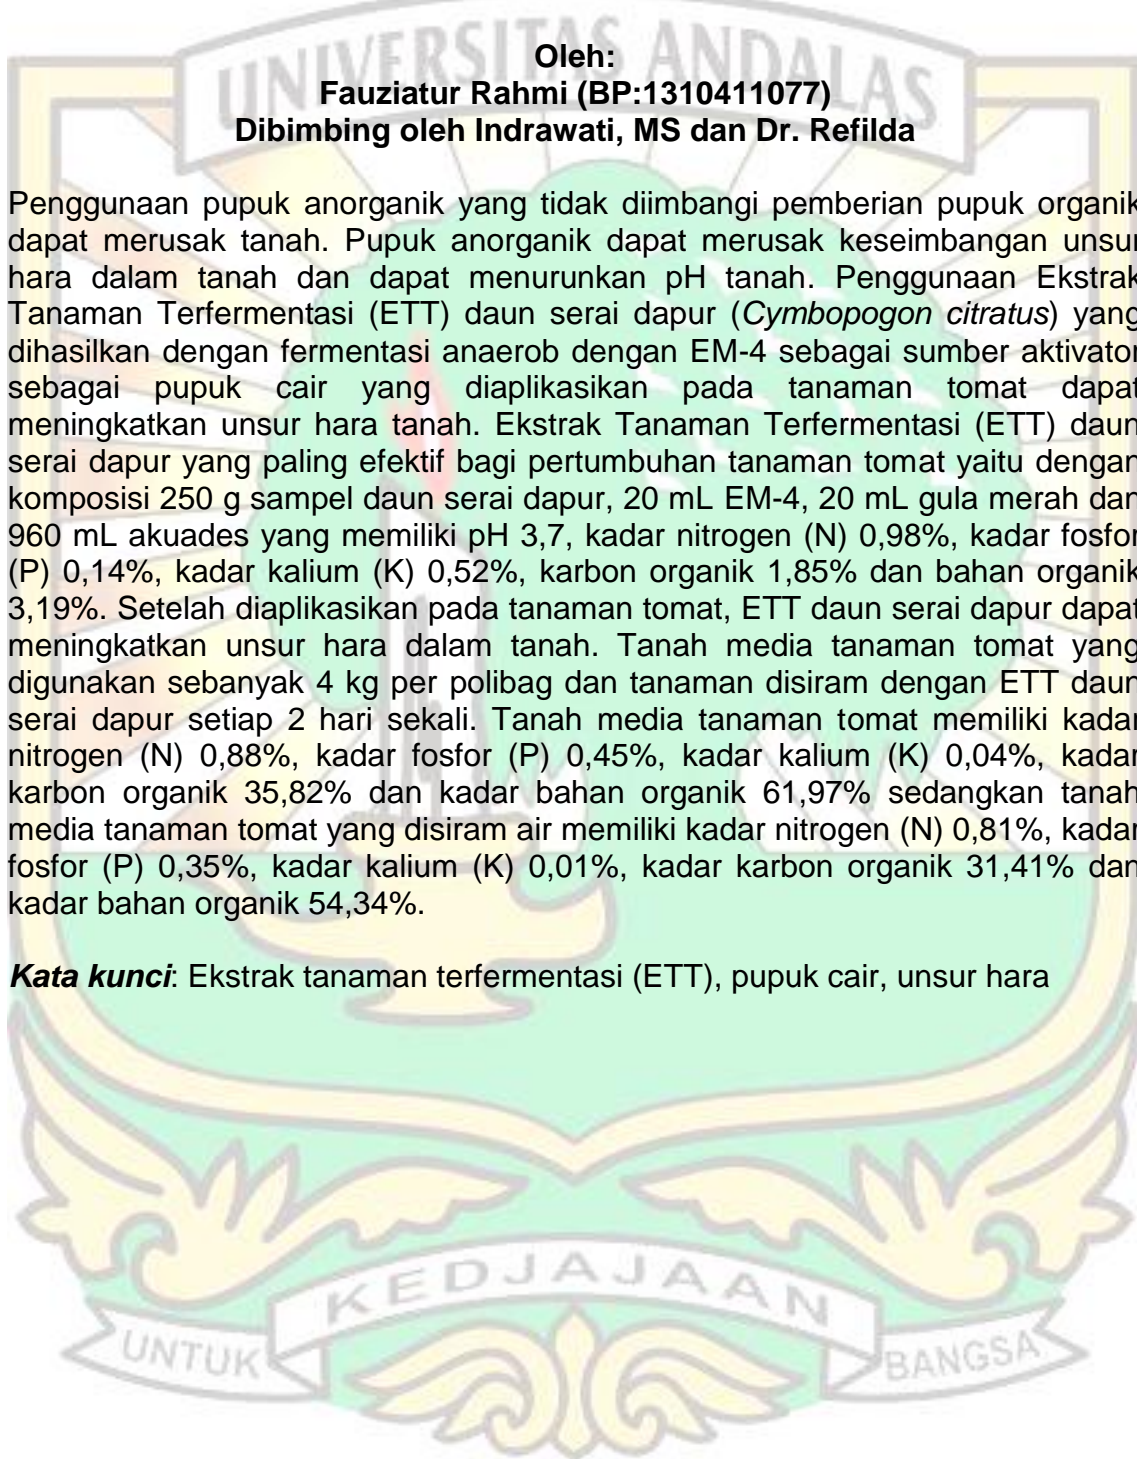 UNIVERSITAS ANDALAS
Oleh:
Fauziatur Rahmi (BP:1310411077)
Dibimbing oleh Indrawati, MS dan Dr. Refilda
Penggunaan pupuk anorganik yang tidak diimbangi pemberian pupuk organik
dapat merusak tanah. Pupuk anorganik dapat merusak keseimbangan unsur
hara dalam tanah dan dapat menurunkan pH tanah. Penggunaan Ekstrak
Tanaman Terfermentasi (ETT) daun serai dapur (Cymbopogon citratus) yang
dihasilkan dengan fermentasi anaerob dengan EM-4 sebagai sumber aktivator
sebagai pupuk cair yang diaplikasikan pada tanaman tomat dapat
meningkatkan unsur hara tanah. Ekstrak Tanaman Terfermentasi (ETT) daun
serai dapur yang paling efektif bagi pertumbuhan tanaman tomat yaitu dengan
komposisi 250 g sampel daun serai dapur, 20 mL EM-4, 20 mL gula merah dan
960 mL akuades yang memiliki pH 3,7, kadar nitrogen (N) 0,98%, kadar fosfor
(P) 0,14%, kadar kalium (K) 0,52%, karbon organik 1,85% dan bahan organik
3,19%. Setelah diaplikasikan pada tanaman tomat, ETT daun serai dapur dapat
meningkatkan unsur hara dalam tanah. Tanah media tanaman tomat yang
digunakan sebanyak 4 kg per polibag dan tanaman disiram dengan ETT daun
serai dapur setiap 2 hari sekali. Tanah media tanaman tomat memiliki kadar
nitrogen (N) 0,88%, kadar fosfor (P) 0,45%, kadar kalium (K) 0,04%, kadar
karbon organik 35,82% dan kadar bahan organik 61,97% sedangkan tanah
media tanaman tomat yang disiram air memiliki kadar nitrogen (N) 0,81%, kadar
fosfor (P) 0,35%, kadar kalium (K) 0,01%, kadar karbon organik 31,41% dan
kadar bahan organik 54,34%.
Kata kunci: Ekstrak tanaman terfermentasi (ETT), pupuk cair, unsur hara
KEDJAJAAN
UNTUK BANGSA